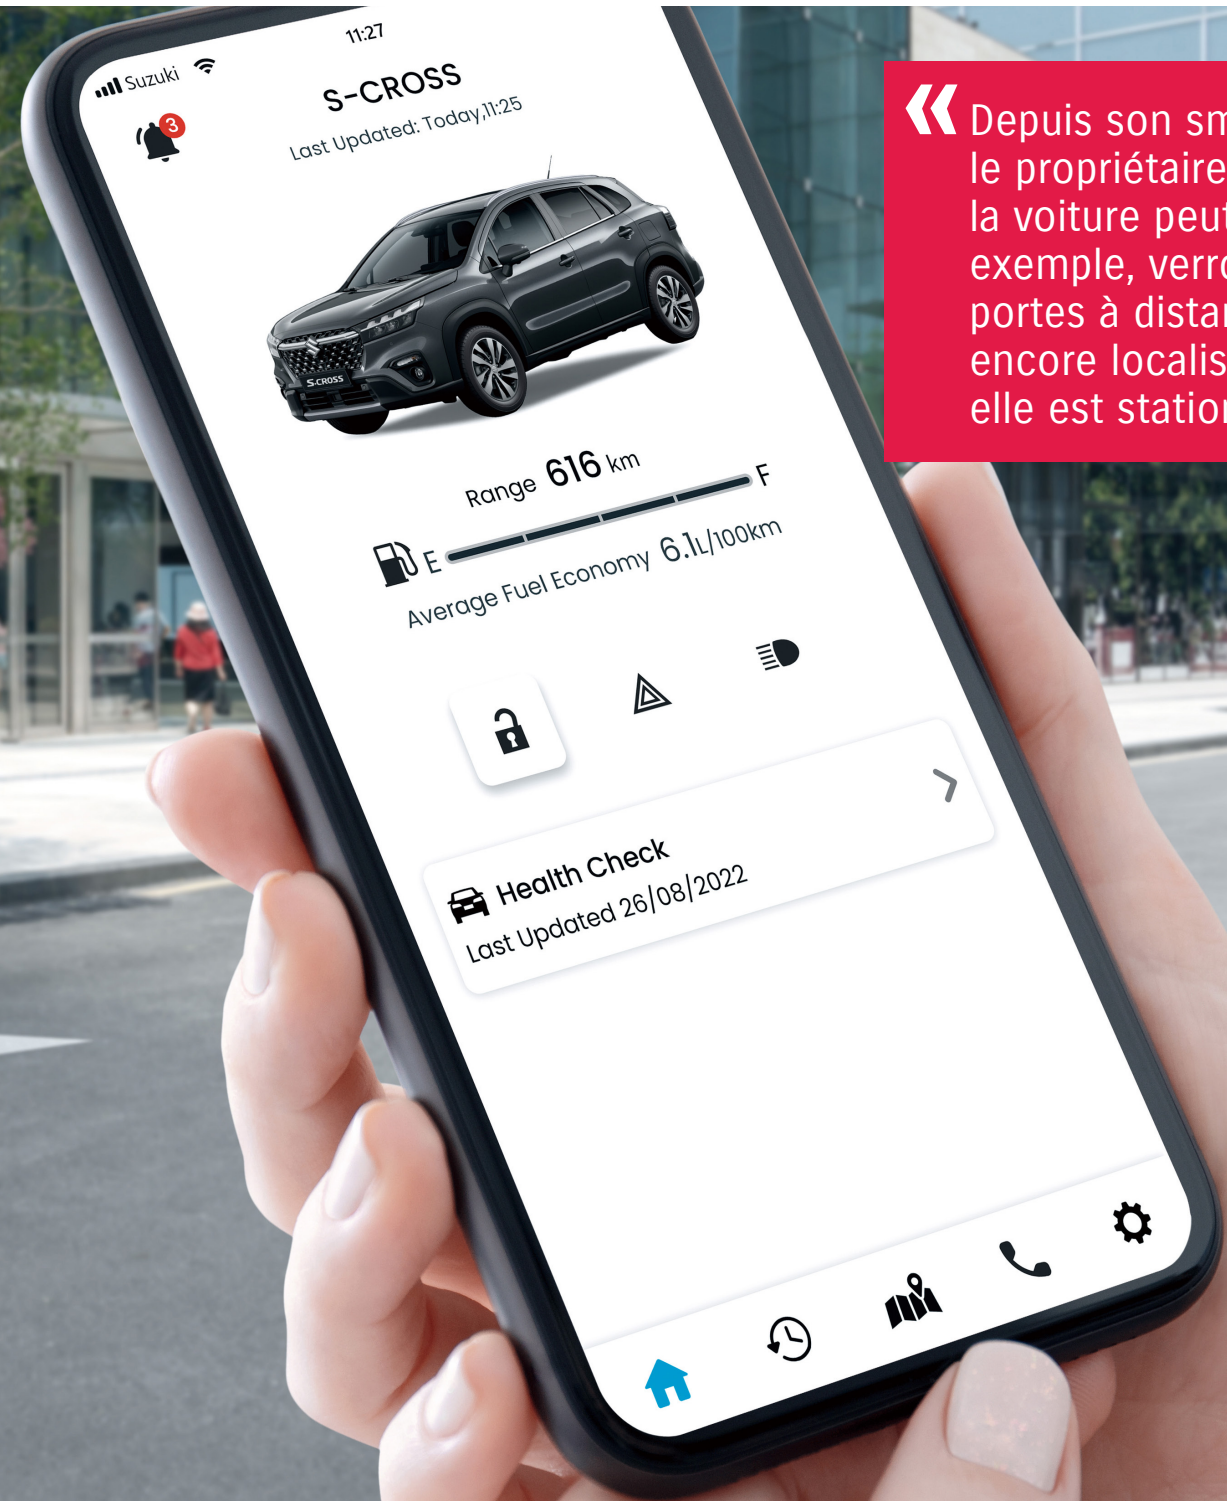 11:27
Suzuki
3
S-CROSS
Last Updated: Today,11:25
S-CROSS
Range 616 km
E F
Average Fuel Economy 6.1L/100km
Health Check
Last Updated 26/08/2022
« Depuis son sm
le propriétaire
la voiture peut
exemple, verro
portes à distan
encore localis
elle est station